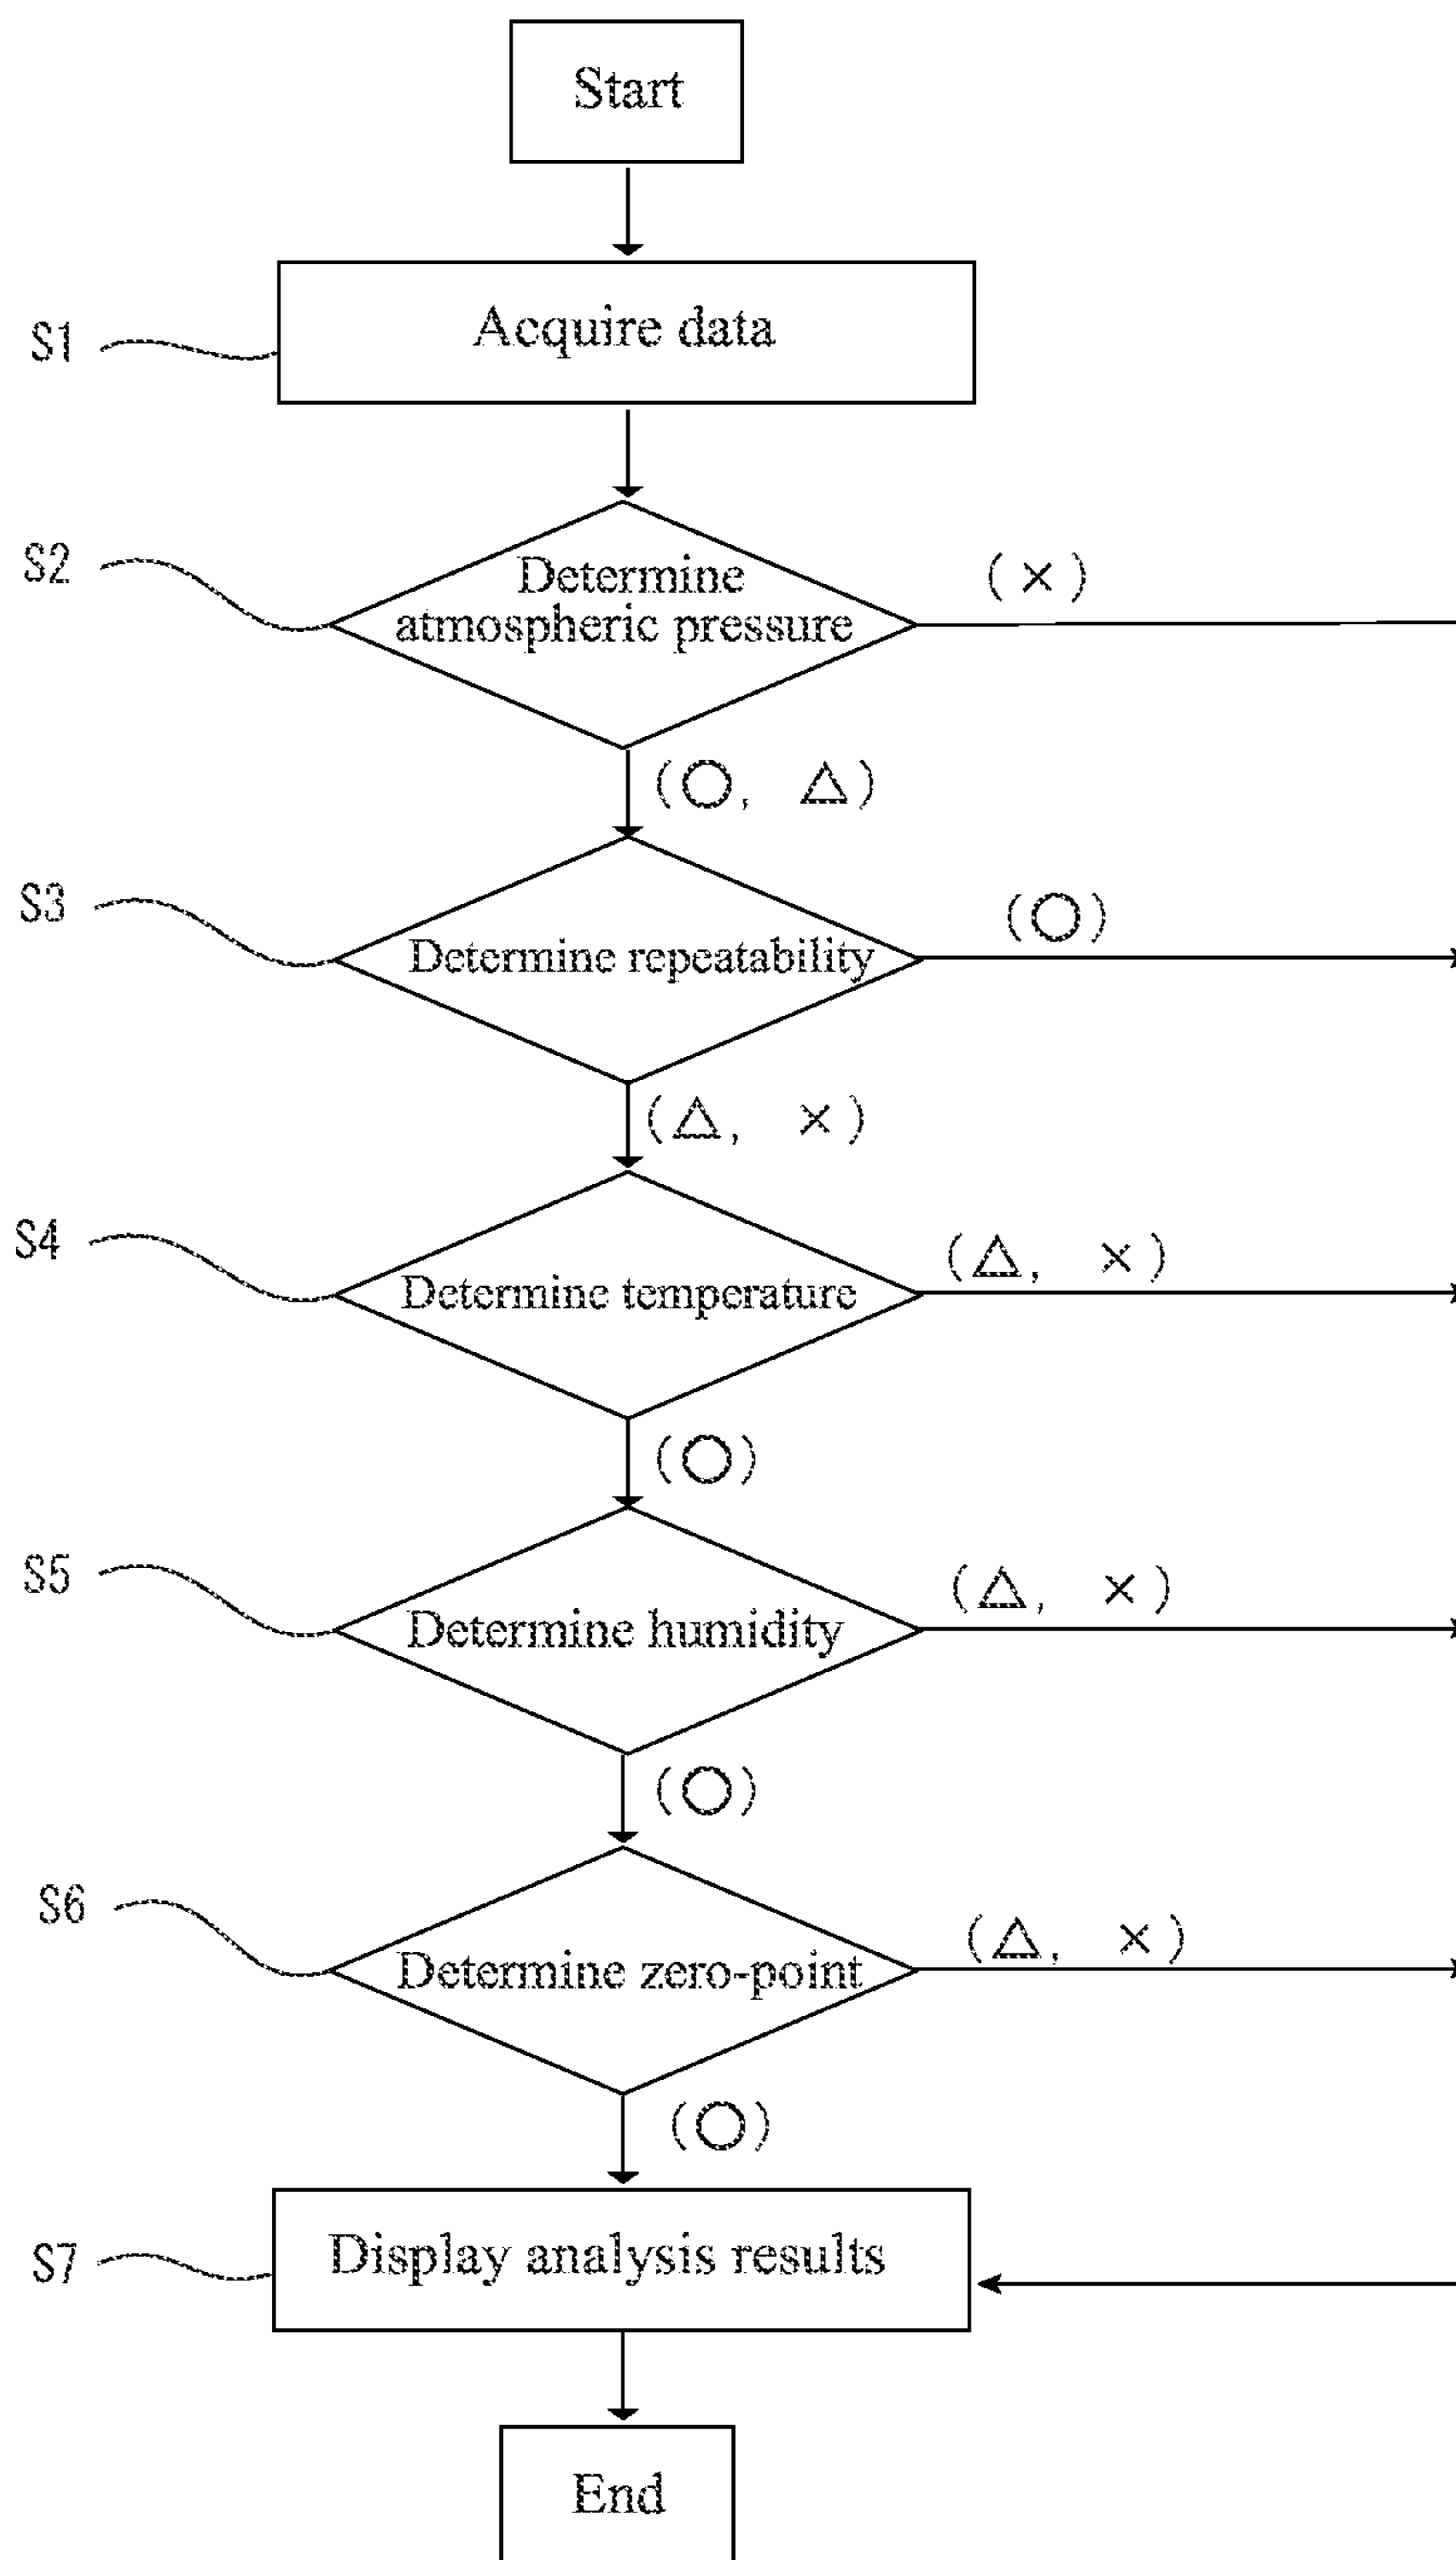 Start
S1
Acquire data
S2
Determine
atmospheric pressure
(×)
(○, △)
S3
Determine repeatability
(○)
(△, ×)
S4
Determine temperature
(△, ×)
(○)
S5
Determine humidity
(△, ×)
(○)
S6
Determine zero-point
(△, ×)
(○)
S7
Display analysis results
End